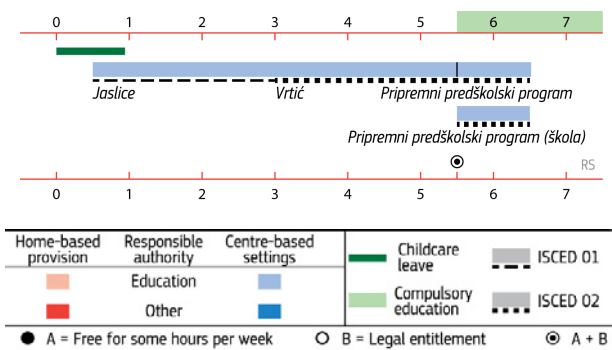 0 1 2 3 4 5 6 7
Jaslice Vrtić Pripremni predškolski program
Pripremni predškolski program (škola)
RS
0 1 2 3 4 5 6 7
Home-based provision
Responsible authority
Centre-based settings
Education
Other
Childcare leave
ISCED 01
Compulsory education
ISCED 02
A = Free for some hours per week
B = Legal entitlement
A + B